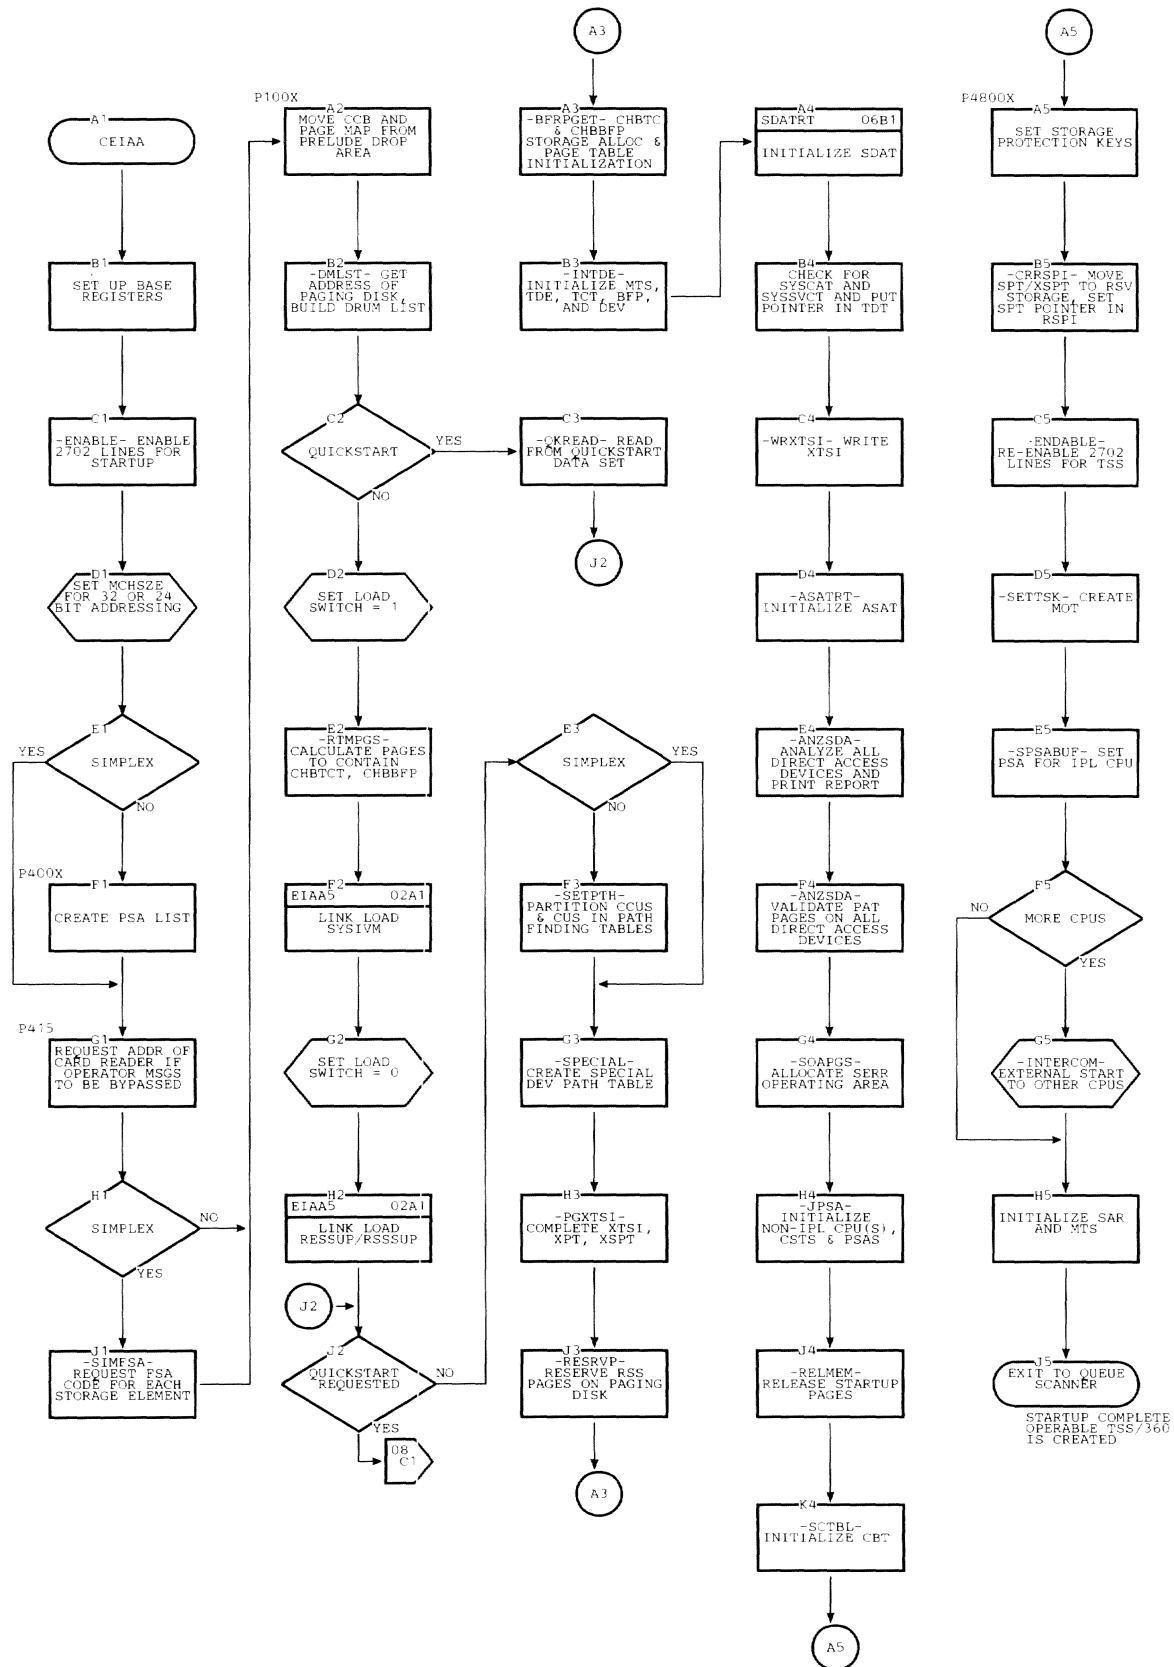 A1
CEIAA
B1
SET UP BASE
REGISTERS
C1
-ENABLE- ENABLE
2702 LINES FOR
STARTUP
D1
SET MCHSZE
FOR 32 OR 24
BIT ADDRESSING
E1
YES
SIMPLEX
NO
P400X
F1
CREATE PSA LIST
P415
G1
REQUEST ADDR OF
CARD READER IF
OPERATOR MSGS
TO BE BYPASSED
H1
SIMPLEX
NO
YES
J1
-SIMFSA-
REQUEST FSA
CODE FOR EACH
STORAGE ELEMENT
P100X
A2
MOVE CCB AND
PAGE MAP FROM
PRELUDE DROP
AREA
B2
-DMLST- GET
ADDRESS OF
PAGING DISK,
BUILD DRUM LIST
C2
QUICKSTART
YES
NO
D2
SET LOAD
SWITCH = 1
E2
-RTMPGS-
CALCULATE PAGES
TO CONTAIN
CHBTCT, CHBBFP
F2
EIAA5 02A1
LINK LOAD
SYSIVM
G2
SET LOAD
SWITCH = 0
H2
EIAA5 02A1
LINK LOAD
RESSUP/RSSSUP
J2
J2
QUICKSTART
REQUESTED
NO
YES
08
C1
A3
A3
-BFRPGET- CHBTC
& CHBBFP
STORAGE ALLOC &
PAGE TABLE
INITIALIZATION
B3
-INTDE-
INITIALIZE MTS,
TDE, TCT, BFP,
AND DEV
C3
-QKREAD- READ
FROM QUICKSTART
DATA SET
J2
E3
SIMPLEX
YES
NO
F3
-SETPTH-
PARTITION CCUS
& CUS IN PATH
FINDING TABLES
G3
-SPECIAL-
CREATE SPECIAL
DEV PATH TABLE
H3
-PGXTSI-
COMPLETE XTSI,
XPT, XSPT
J3
-RESRVP-
RESERVE RSS
PAGES ON PAGING
DISK
A3
A4
SDATRT 06B1
INITIALIZE SDAT
B4
CHECK FOR
SYSCAT AND
SYSSVCT AND PUT
POINTER IN TDT
C4
-WRXTSI- WRITE
XTSI
D4
-ASATRT-
INITIALIZE ASAT
E4
-ANZSDA-
ANALYZE ALL
DIRECT ACCESS
DEVICES AND
PRINT REPORT
F4
-ANZSDA-
VALIDATE PAT
PAGES ON ALL
DIRECT ACCESS
DEVICES
G4
-SOAPGS-
ALLOCATE SERR
OPERATING AREA
H4
-JPSA-
INITIALIZE
NON-IPL CPU(S),
CSTS & PSAS
J4
-RELMEM-
RELEASE STARTUP
PAGES
K4
-SCTBL-
INITIALIZE CBT
A5
A5
P4800X
A5
SET STORAGE
PROTECTION KEYS
B5
-CRRSPI- MOVE
SPT/XSPT TO RSV
STORAGE, SET
SPT POINTER IN
RSPI
C5
-ENDABLE-
RE-ENABLE 2702
LINES FOR TSS
D5
-SETTSK- CREATE
MOT
E5
-SPSABUF- SET
PSA FOR IPL CPU
F5
NO
MORE CPUS
YES
G5
-INTERCOM-
EXTERNAL START
TO OTHER CPUS
H5
INITIALIZE SAR
AND MTS
J5
EXIT TO QUEUE
SCANNER
STARTUP COMPLETE
OPERABLE TSS/360
IS CREATED